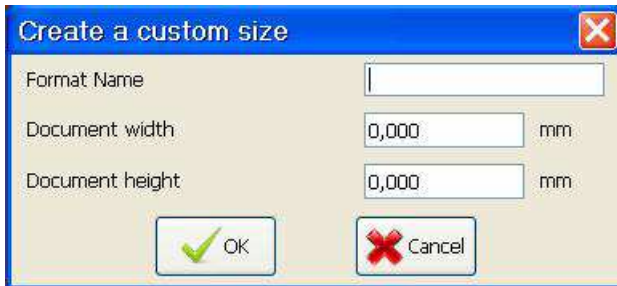 Create a custom size
Format Name
Document width 0,000 mm
Document height 0,000 mm
OK Cancel